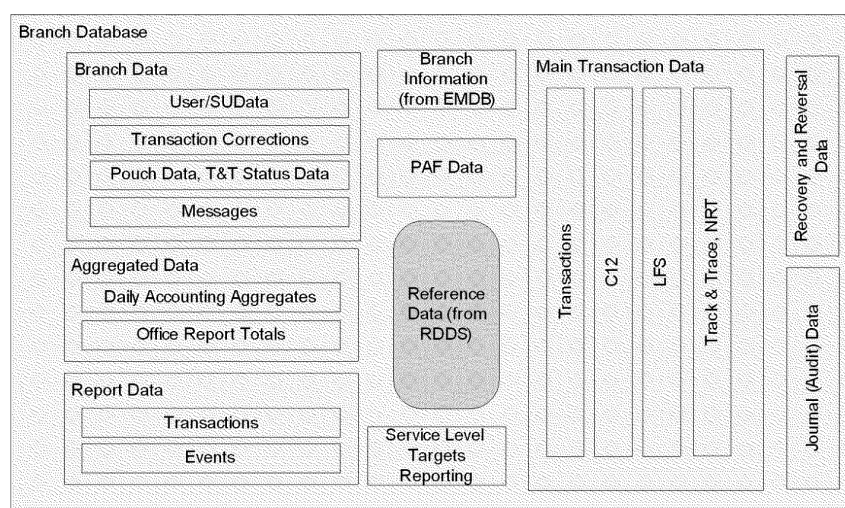 Branch Database
Branch Data
User/SUData
Transaction Corrections
Pouch Data, T&T Status Data
Messages
Aggregated Data
Daily Accounting Aggregates
Office Report Totals
Report Data
Transactions
Events
Branch
Information
(from EMDB)
PAF Data
Reference
Data (from
RDDS)
Service Level
Targets
Reporting
Main Transaction Data
Transactions
C12
LFS
Track & Trace, NRT
Recovery and Reversal
Data
Journal (Audit) Data